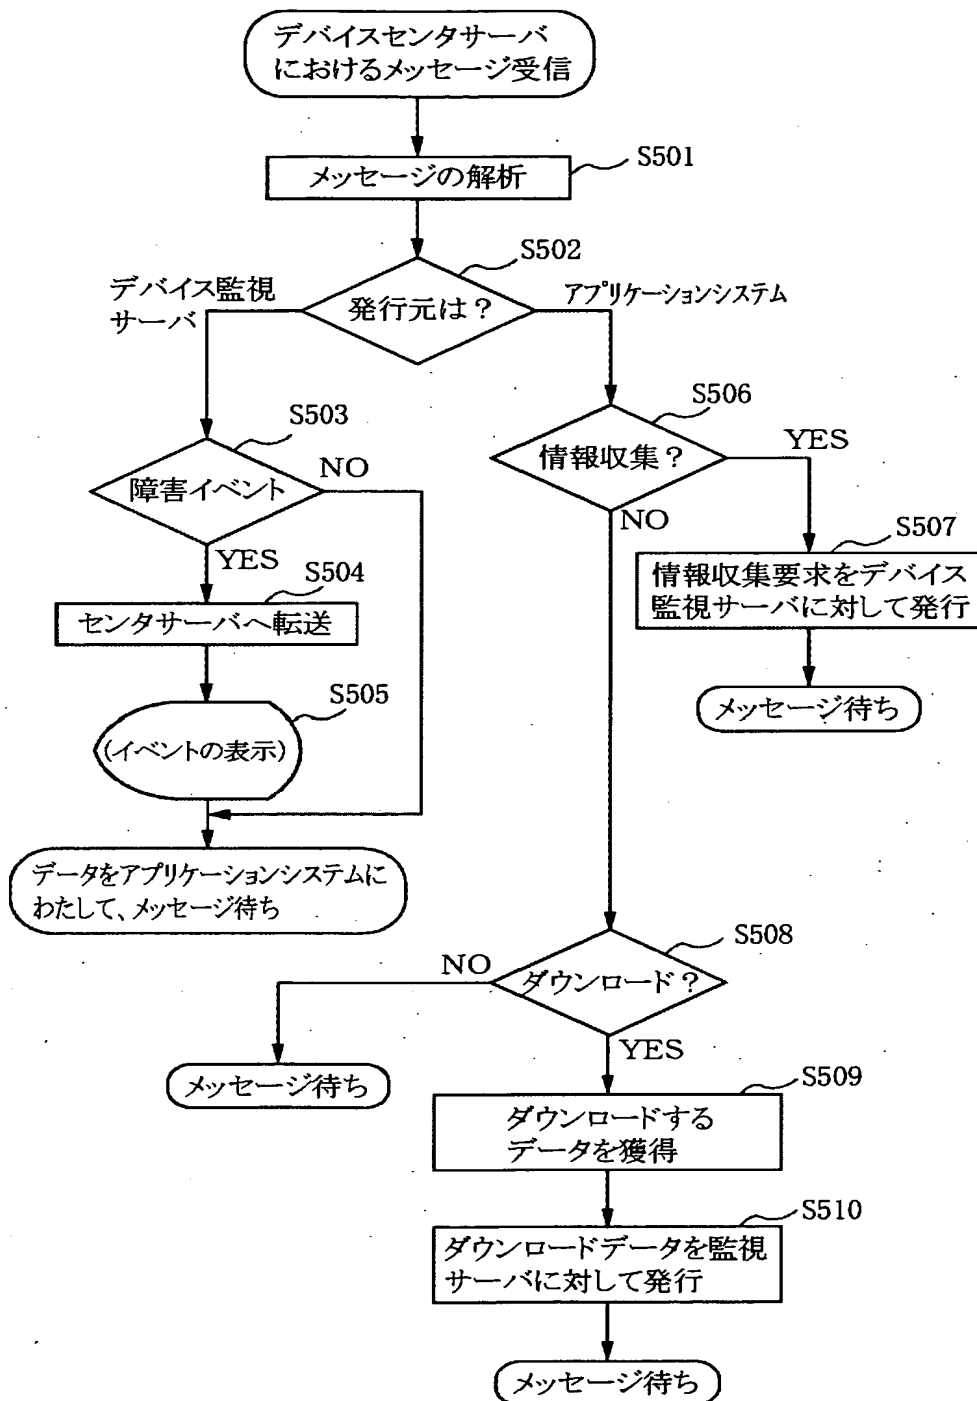 デバイスセンタサーバ
におけるメッセージ受信
S501
メッセージの解析
S502
発行元は？
デバイス監視
サーバ
アプリケーションシステム
S503
障害イベント
NO
YES
S504
センタサーバへ転送
S505
(イベントの表示)
データをアプリケーションシステムに
わたして、メッセージ待ち
S506
情報収集？
YES
NO
S507
情報収集要求をデバイス
監視サーバに対して発行
メッセージ待ち
S508
ダウンロード？
NO
メッセージ待ち
YES
S509
ダウンロードする
データを獲得
S510
ダウンロードデータを監視
サーバに対して発行
メッセージ待ち